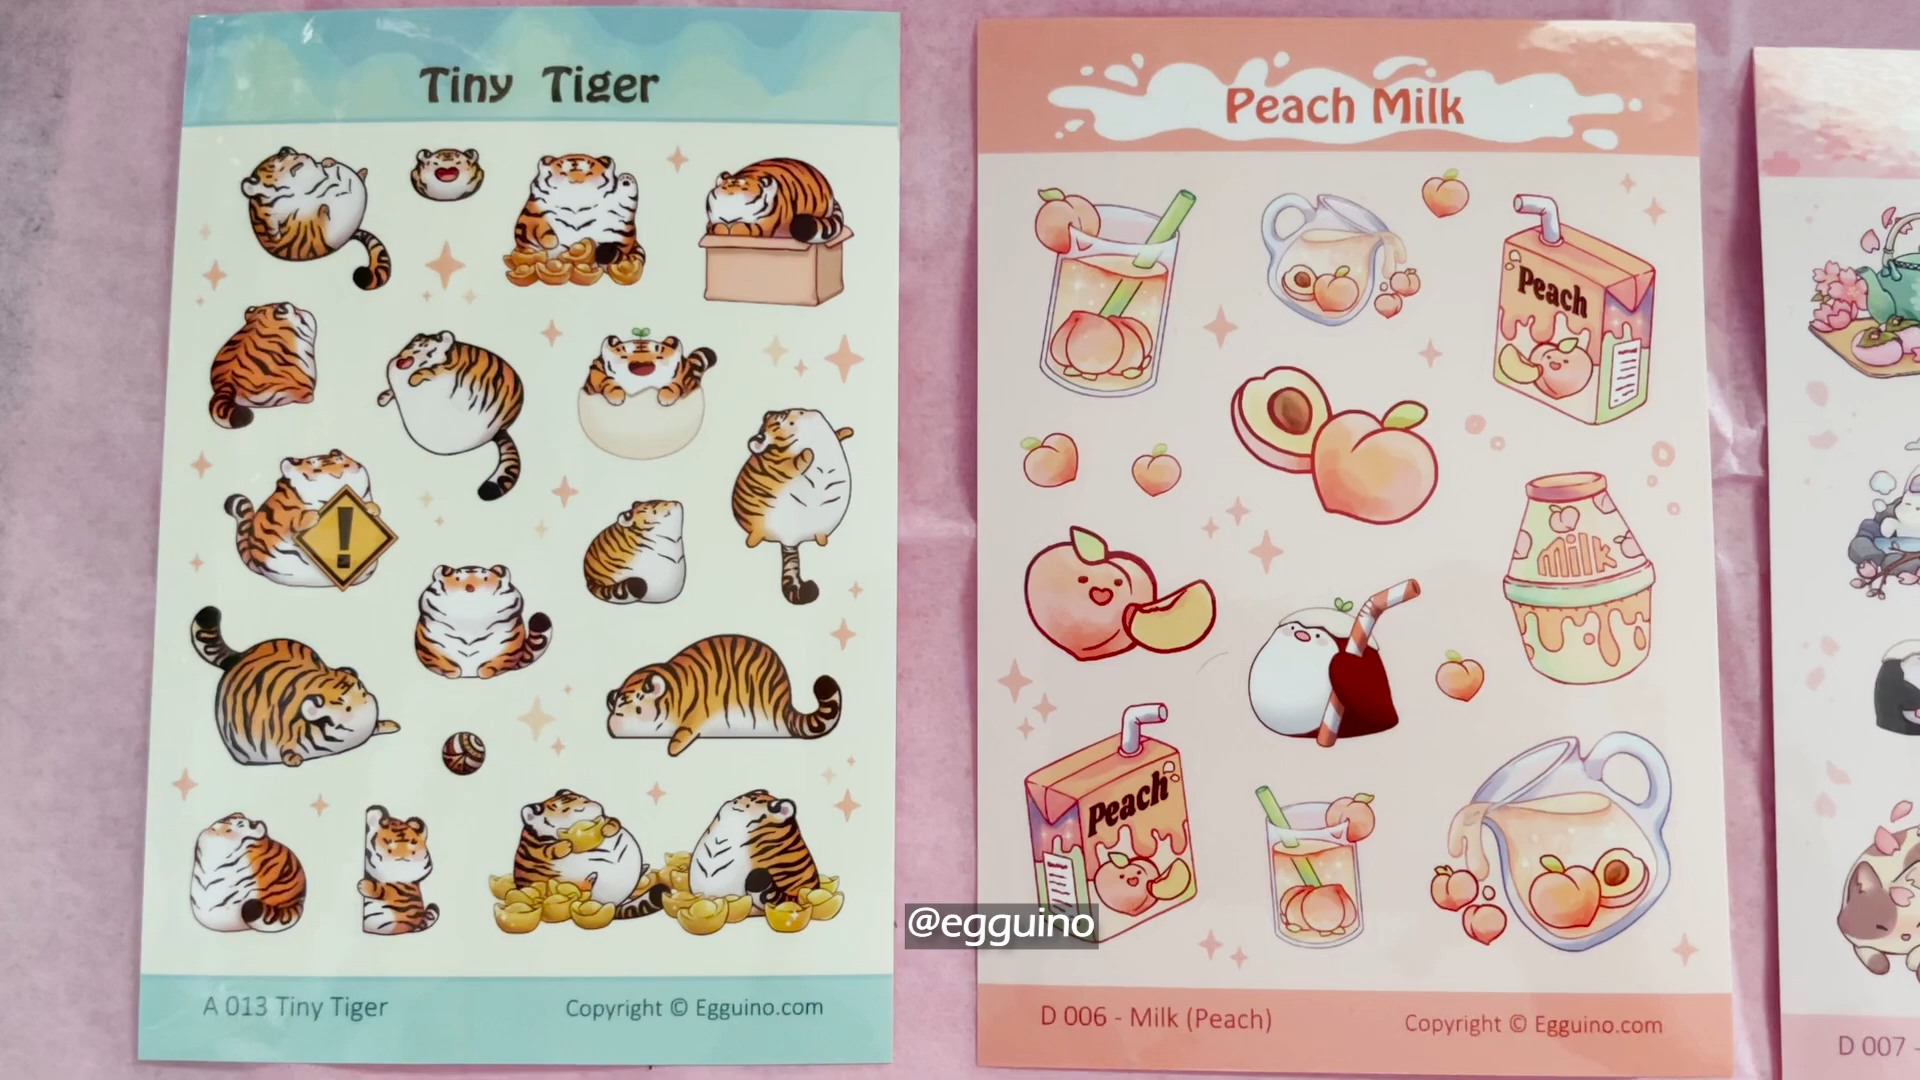 Tiny Tiger
!
A 013 Tiny Tiger
Copyright © Egguino.com
Peach Milk
Peach
Milk
Peach
D 006 - Milk (Peach)
Copyright © Egguino.com
@egguino
D 007 -